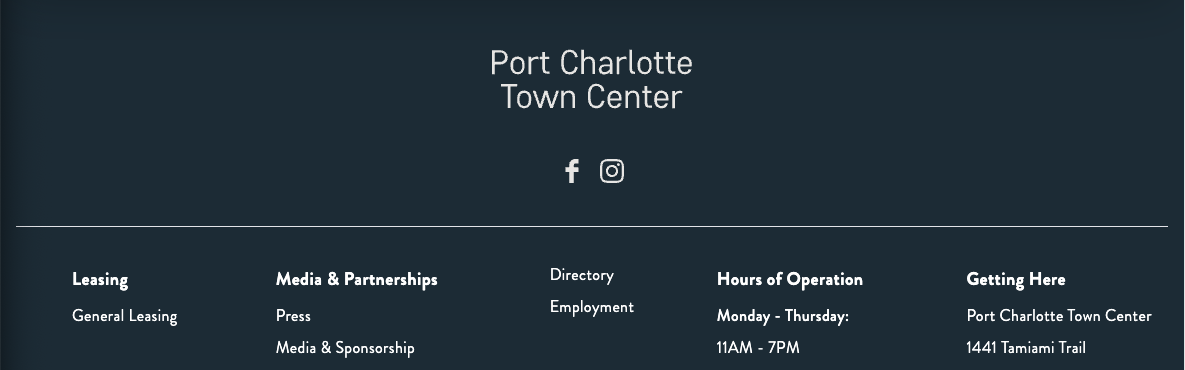 Port Charlotte
Town Center
Leasing
General Leasing
Media & Partnerships
Press
Media & Sponsorship
Directory
Employment
Hours of Operation
Monday - Thursday:
11AM - 7PM
Getting Here
Port Charlotte Town Center
1441 Tamiami Trail